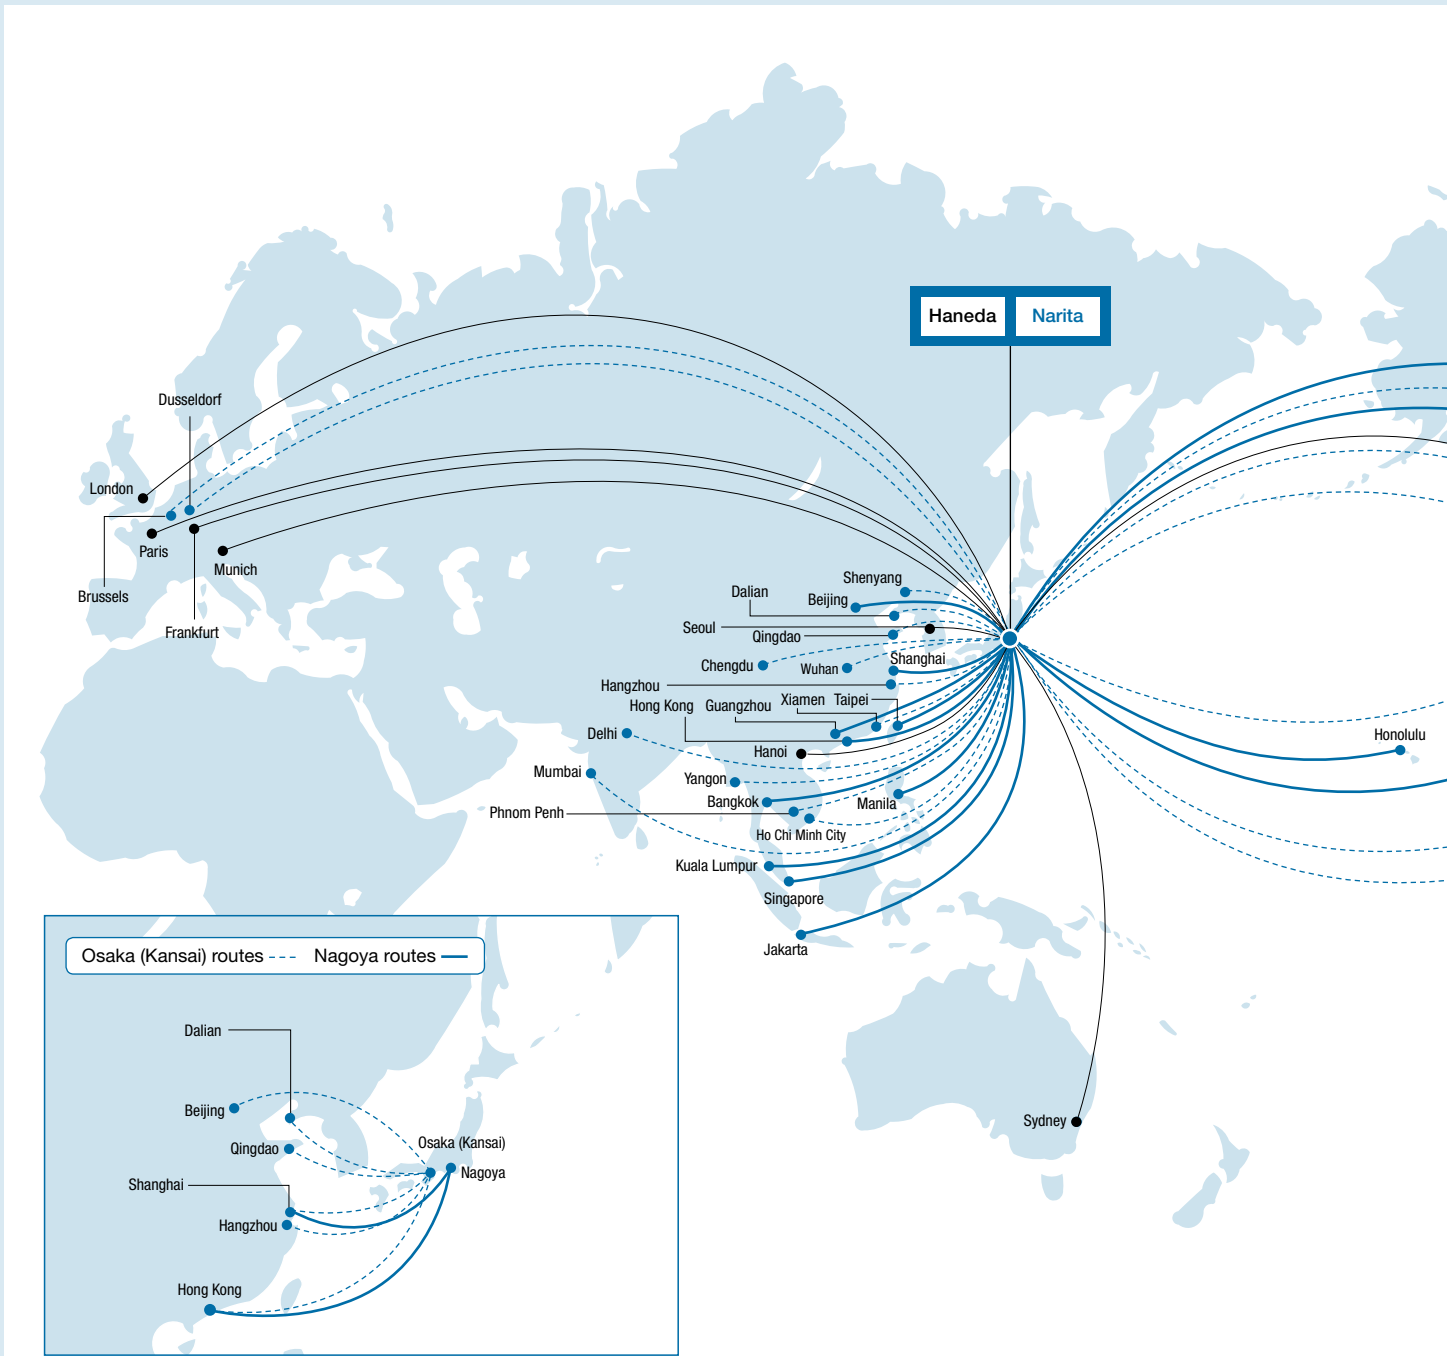 Haneda
Narita
Dusseldorf
London
Paris
Munich
Brussels
Frankfurt
Shenyang
Dalian
Beijing
Seoul
Qingdao
Shanghai
Chengdu
Wuhan
Hangzhou
Xiamen
Taipei
Hong Kong
Guangzhou
Delhi
Hanoi
Honolulu
Mumbai
Yangon
Bangkok
Manila
Phnom Penh
Ho Chi Minh City
Kuala Lumpur
Singapore
Jakarta
Sydney
Osaka (Kansai) routes
Nagoya routes
Dalian
Beijing
Qingdao
Osaka (Kansai)
Nagoya
Shanghai
Hangzhou
Hong Kong